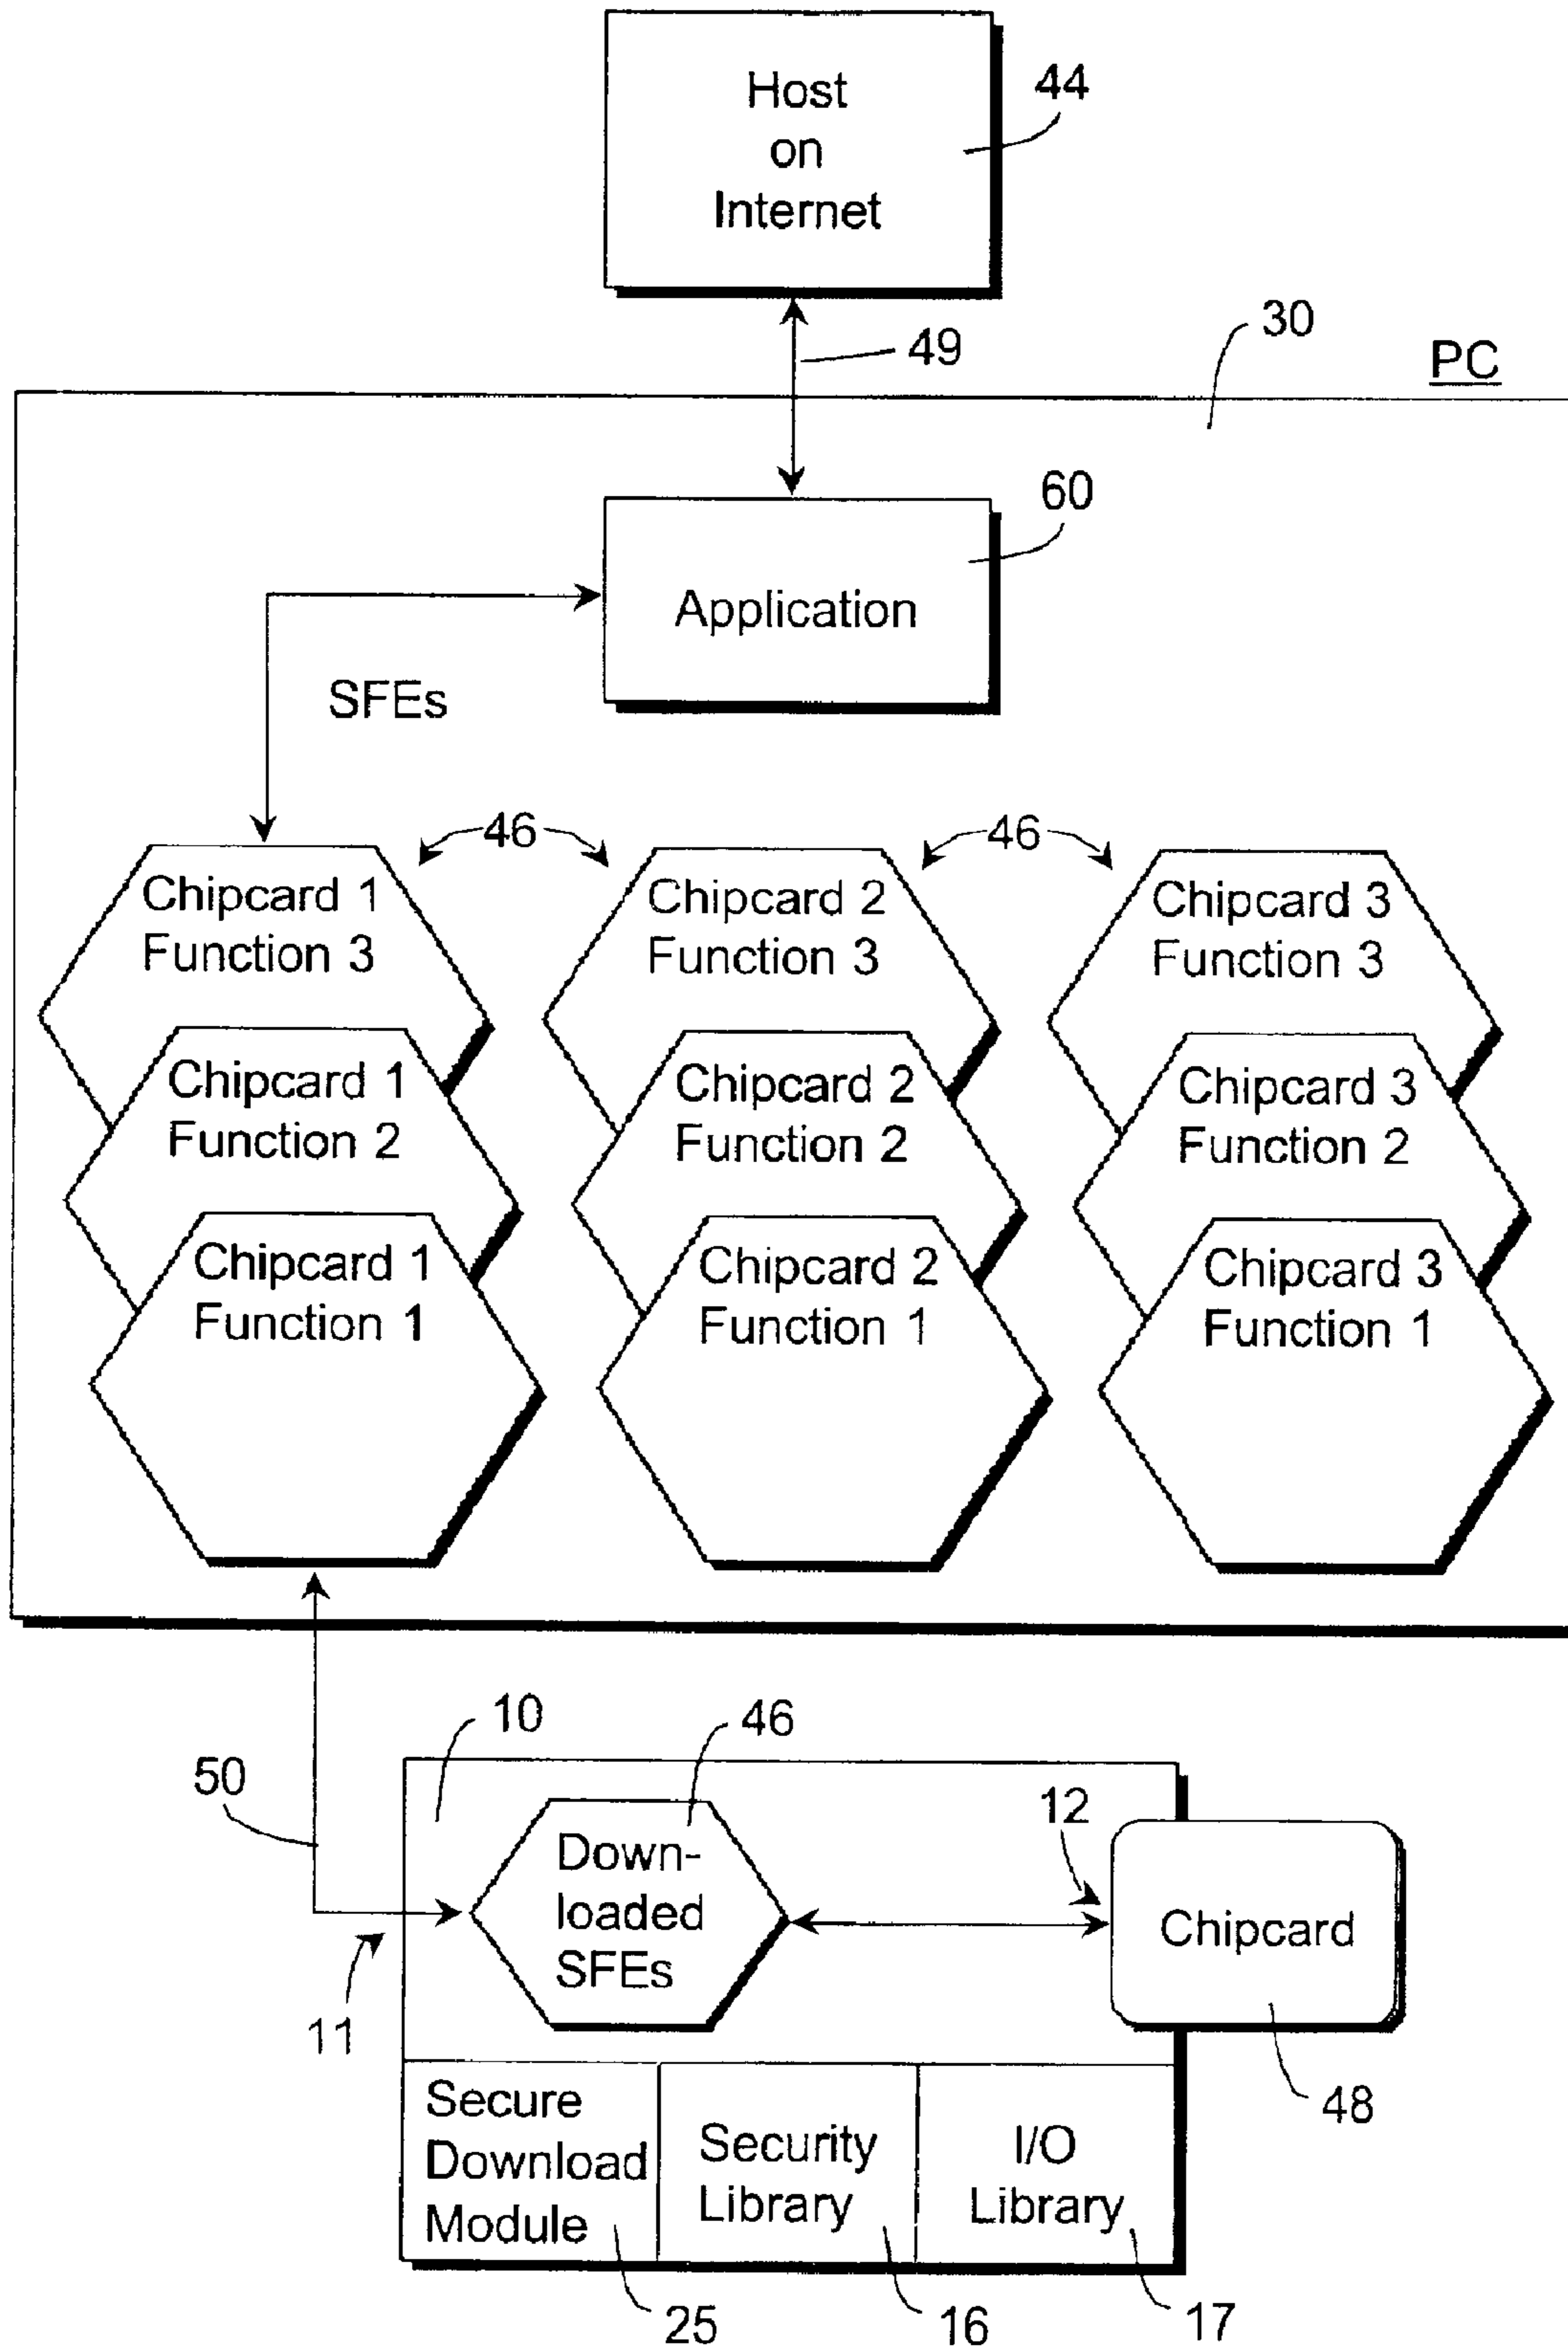 Host
on
Internet
44
49
30
PC
60
Application
SFEs
46
46
Chipcard 1
Function 3
Chipcard 2
Function 3
Chipcard 3
Function 3
Chipcard 1
Function 2
Chipcard 2
Function 2
Chipcard 3
Function 2
Chipcard 1
Function 1
Chipcard 2
Function 1
Chipcard 3
Function 1
10
46
50
12
Down-
loaded
SFEs
Chipcard
11
48
Secure
Download
Module
Security
Library
I/O
Library
25
16
17